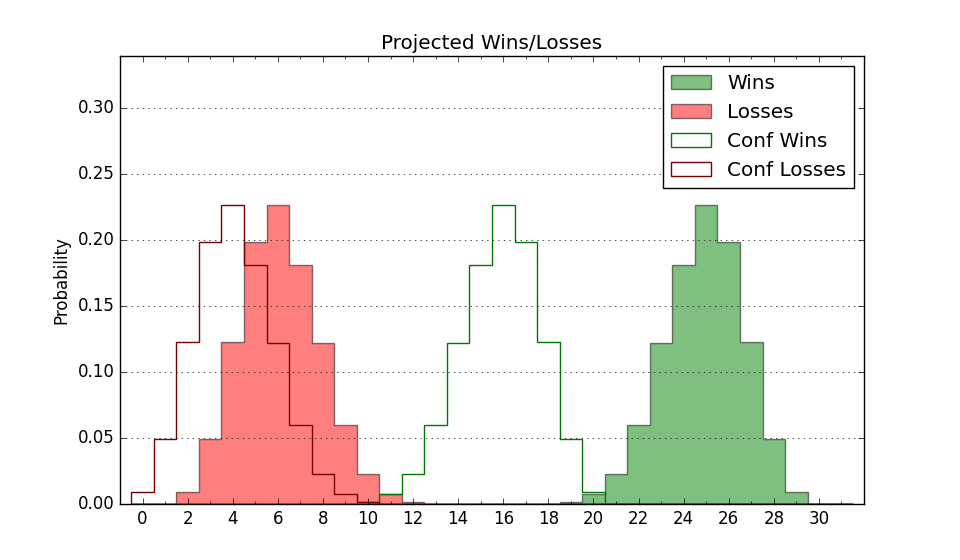 Projected Wins/Losses
Wins
Losses
Conf Wins
Conf Losses
Probability
0.30
0.25
0.20
0.15
0.10
0.05
0.00
0 2 4 6 8 10 12 14 16 18 20 22 24 26 28 30